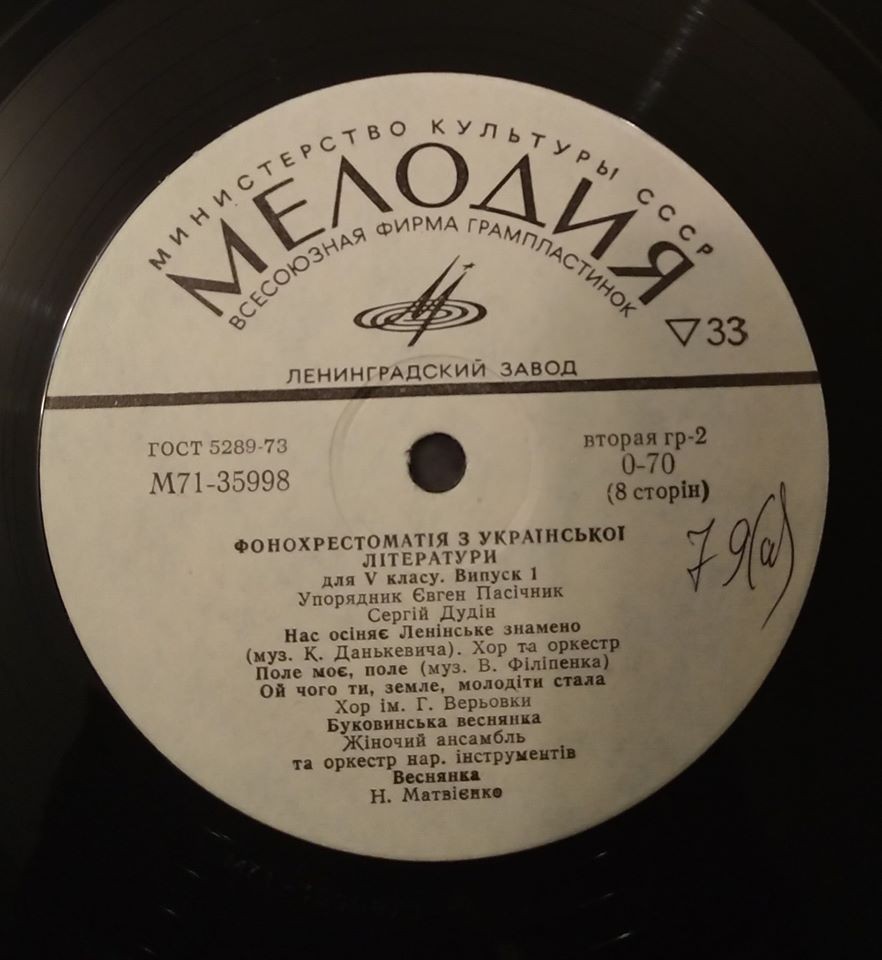 МИНИСТЕРСТВО КУЛЬТУРЫ СССР
МЕЛОДИЯ
ВСЕСОЮЗНАЯ ФИРМА ГРАМПЛАСТИНОК
▽33
ЛЕНИНГРАДСКИЙ ЗАВОД
ГОСТ 5289-73
М71-35998
вторая гр-2
0-70
(8 сторін)
79(а)
ФОНОХРЕСТОМАТІЯ З УКРАЇНСЬКОЇ
ЛІТЕРАТУРИ
для V класу. Випуск 1
Упорядник Євген Пасічник
Сергій Дудін
Нас осіняє Ленінське знамено
(муз. К. Данькевича). Хор та оркестр
Поле моє, поле (муз. В. Філіпенка)
Ой чого ти, земле, молодіти стала
Хор ім. Г. Верьовки
Буковинська веснянка
Жіночий ансамбль
та оркестр нар. інструментів
Веснянка
Н. Матвієнко